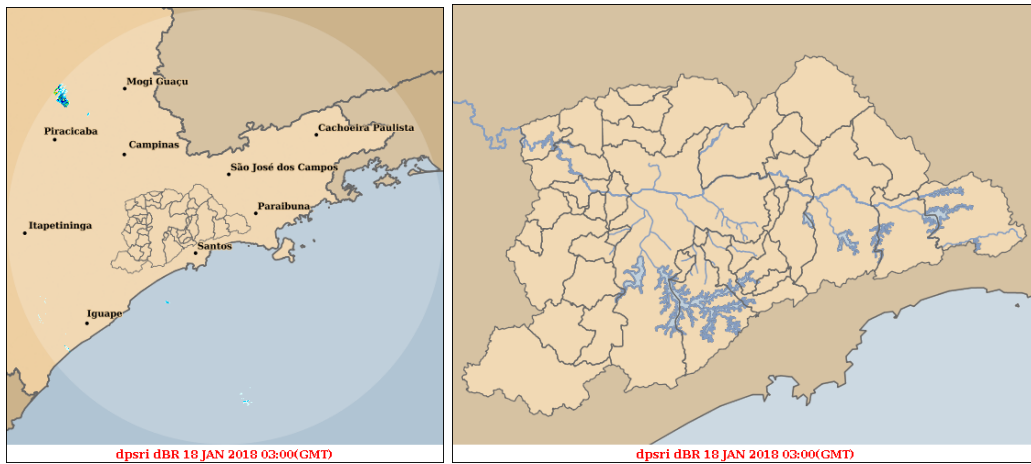 Mogi Guaçu
Piracicaba
Campinas
Cachoeira Paulista
São José dos Campos
Paraibuna
Itapetininga
Santos
Iguape
dpsri dBR 18 JAN 2018 03:00(GMT)
dpsri dBR 18 JAN 2018 03:00(GMT)